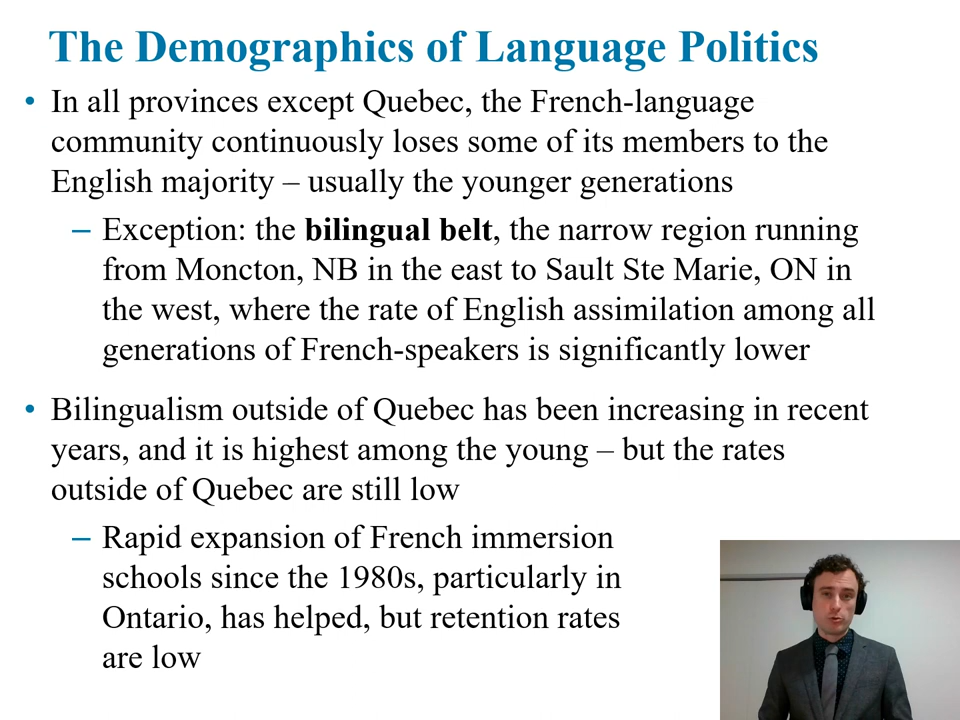 The Demographics of Language Politics
• In all provinces except Quebec, the French-language
community continuously loses some of its members to the
English majority – usually the younger generations
– Exception: the bilingual belt, the narrow region running
from Moncton, NB in the east to Sault Ste Marie, ON in
the west, where the rate of English assimilation among all
generations of French-speakers is significantly lower
• Bilingualism outside of Quebec has been increasing in recent
years, and it is highest among the young – but the rates
outside of Quebec are still low
– Rapid expansion of French immersion
schools since the 1980s, particularly in
Ontario, has helped, but retention rates
are low